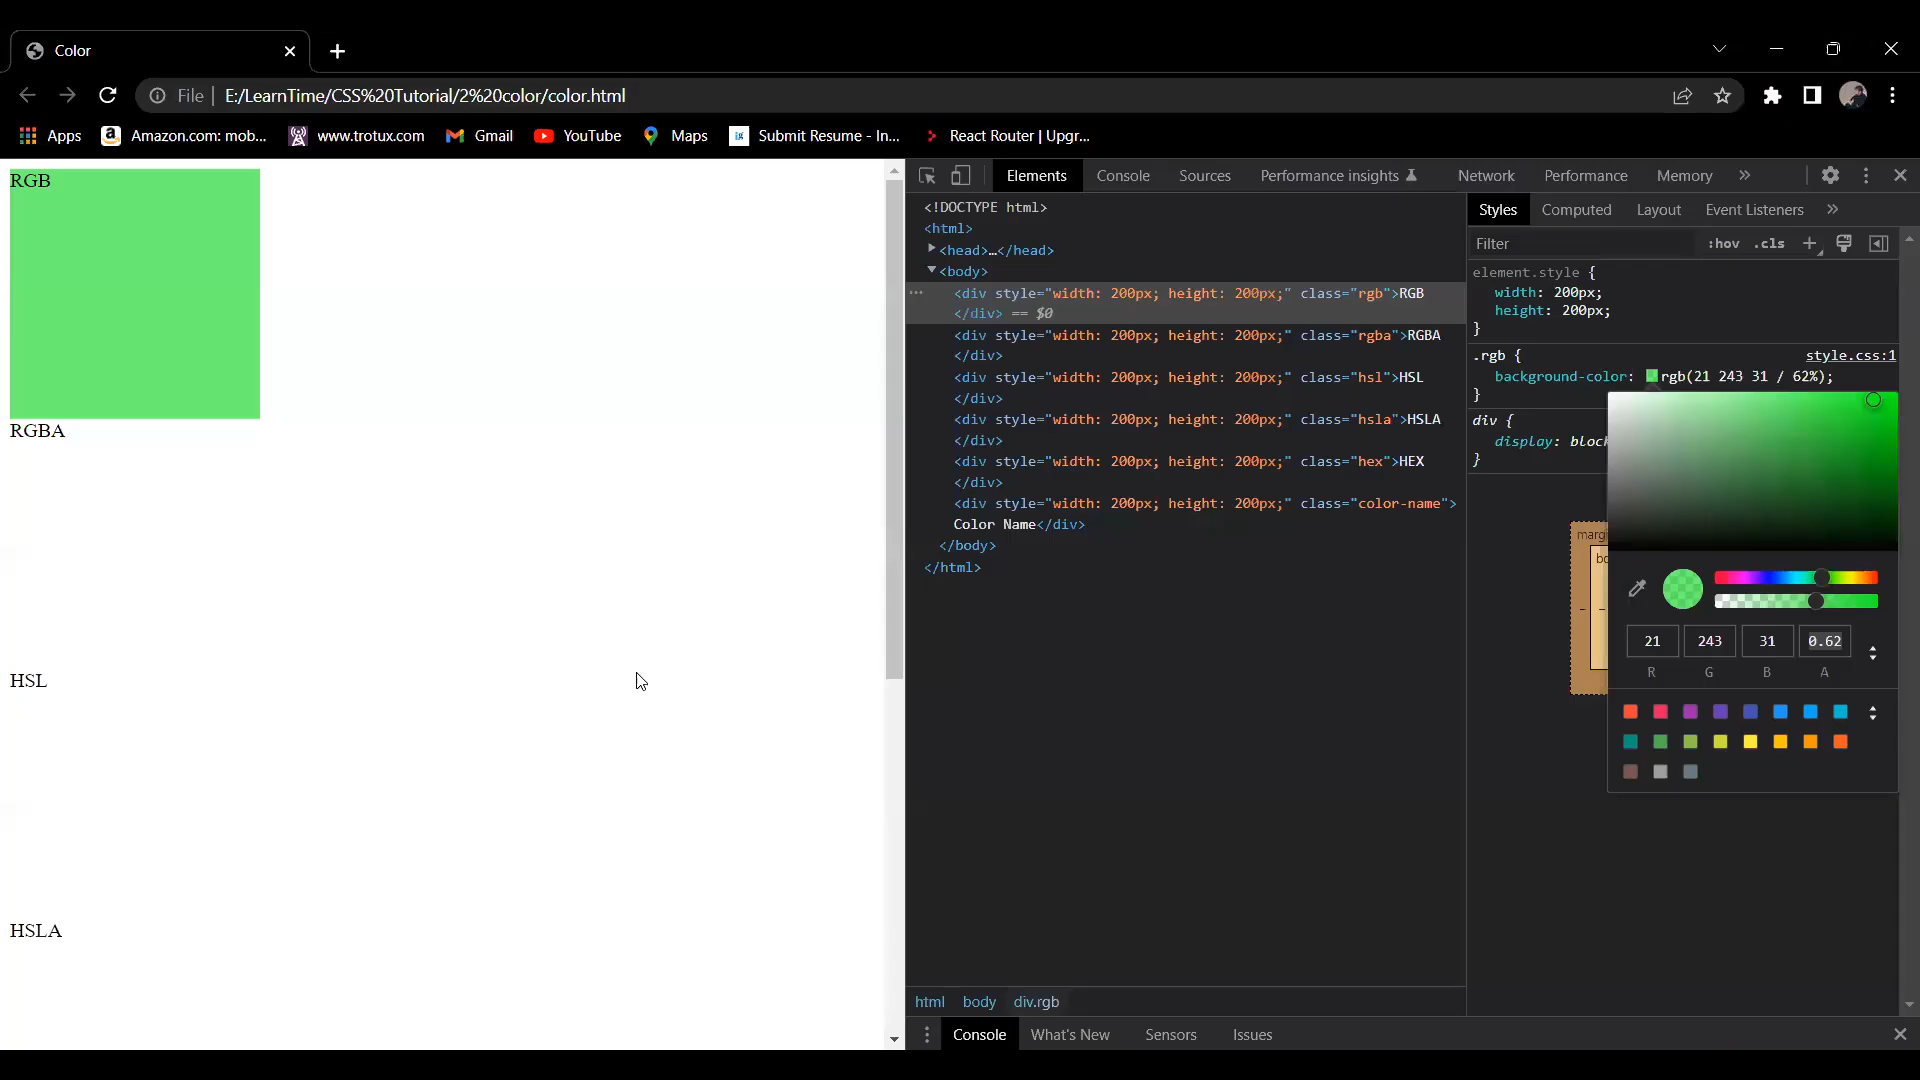 Color
File
E:/LearnTime/CSS%20Tutorial/2%20color/color.html
Apps
Amazon.com: mob...
www.trotux.com
Gmail
YouTube
Maps
Submit Resume - In...
React Router | Upgr...
RGB
RGBA
HSL
HSLA
Elements
Console
Sources
Performance insights
Network
Performance
Memory
<!DOCTYPE html>
<html>
<head>…</head>
<body>
<div style="width: 200px; height: 200px;" class="rgb">RGB
</div> == $0
<div style="width: 200px; height: 200px;" class="rgba">RGBA
</div>
<div style="width: 200px; height: 200px;" class="hsl">HSL
</div>
<div style="width: 200px; height: 200px;" class="hsla">HSLA
</div>
<div style="width: 200px; height: 200px;" class="hex">HEX
</div>
<div style="width: 200px; height: 200px;" class="color-name">
Color Name</div>
</body>
</html>
html body div.rgb
Styles
Computed
Layout
Event Listeners
Filter
:hov .cls
element.style {
width: 200px;
height: 200px;
}
.rgb {
style.css:1
background-color: rgb(21 243 31 / 62%);
}
div {
display: block
}
marg
bo
21 243 31 0.62
R G B A
Console
What's New
Sensors
Issues